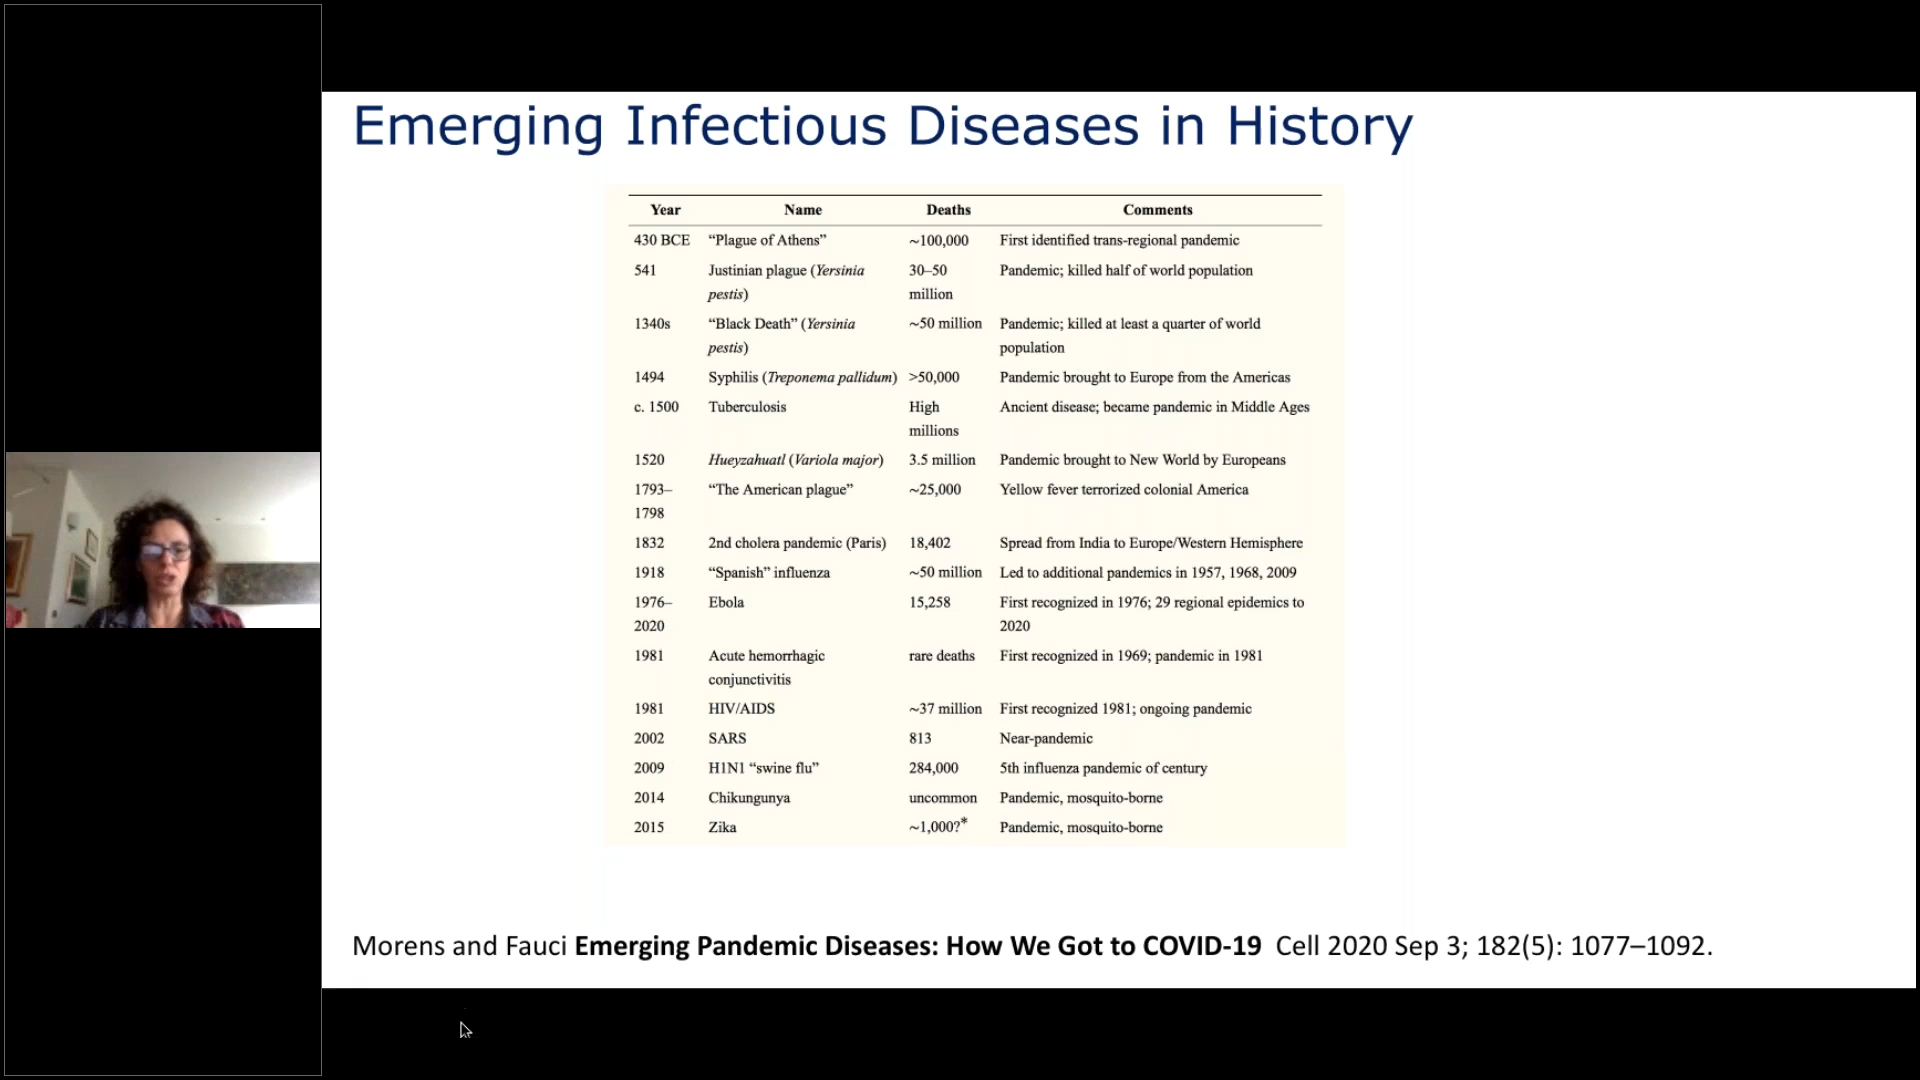 Emerging Infectious Diseases in History
Year Name Deaths Comments
430 BCE “Plague of Athens” ~100,000 First identified trans-regional pandemic
541 Justinian plague (Yersinia 30–50 Pandemic; killed half of world population
pestis) million
1340s “Black Death” (Yersinia ~50 million Pandemic; killed at least a quarter of world
pestis) population
1494 Syphilis (Treponema pallidum) >50,000 Pandemic brought to Europe from the Americas
c. 1500 Tuberculosis High Ancient disease; became pandemic in Middle Ages
millions
1520 Hueyzahuatl (Variola major) 3.5 million Pandemic brought to New World by Europeans
1793– “The American plague” ~25,000 Yellow fever terrorized colonial America
1798
1832 2nd cholera pandemic (Paris) 18,402 Spread from India to Europe/Western Hemisphere
1918 “Spanish” influenza ~50 million Led to additional pandemics in 1957, 1968, 2009
1976– Ebola 15,258 First recognized in 1976; 29 regional epidemics to
2020 2020
1981 Acute hemorrhagic rare deaths First recognized in 1969; pandemic in 1981
conjunctivitis
1981 HIV/AIDS ~37 million First recognized 1981; ongoing pandemic
2002 SARS 813 Near-pandemic
2009 H1N1 “swine flu” 284,000 5th influenza pandemic of century
2014 Chikungunya uncommon Pandemic, mosquito-borne
2015 Zika ~1,000?* Pandemic, mosquito-borne
Morens and Fauci Emerging Pandemic Diseases: How We Got to COVID-19 Cell 2020 Sep 3; 182(5): 1077–1092.